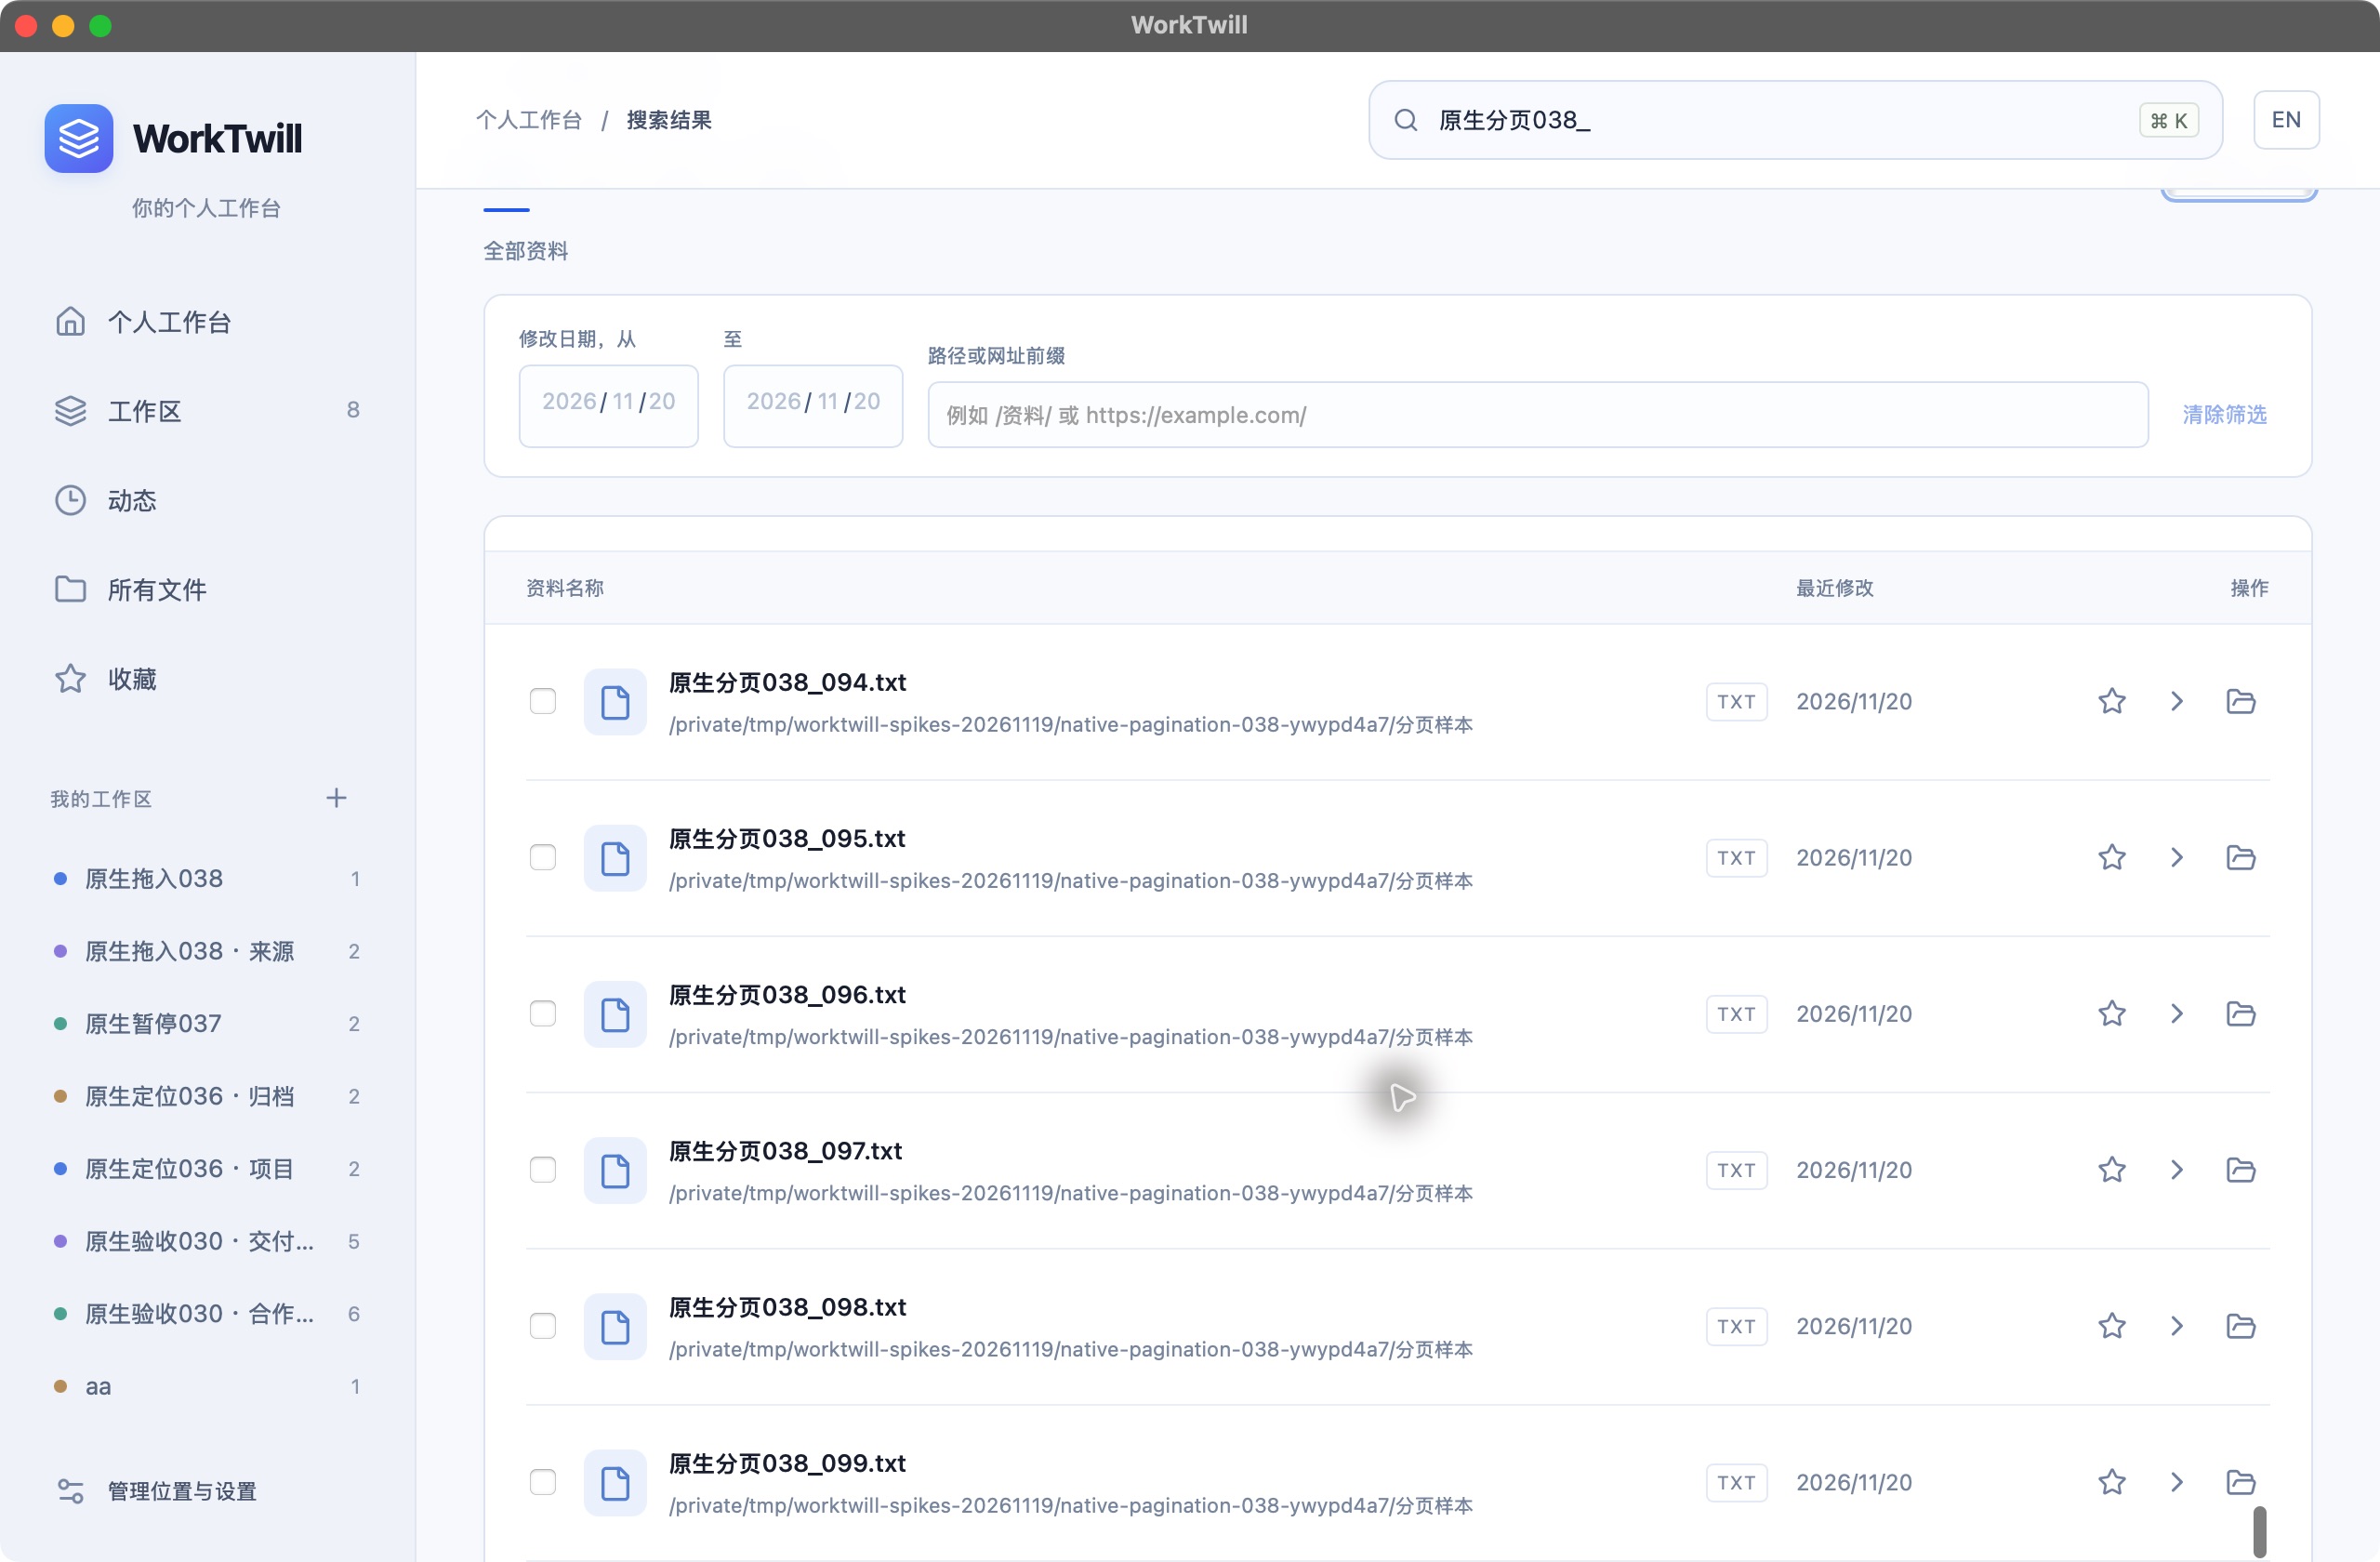 WorkTwill
WorkTwill
你的个人工作台
个人工作台
工作区 8
动态
所有文件
收藏
我的工作区
原生拖入038 1
原生拖入038 · 来源 2
原生暂停037 2
原生定位036 · 归档 2
原生定位036 · 项目 2
原生验收030 · 交付... 5
原生验收030 · 合作... 6
aa 1
管理位置与设置
个人工作台 / 搜索结果
原生分页038_ ⌘ K
EN
全部资料
修改日期，从 至 路径或网址前缀
2026/11/20 2026/11/20 例如 /资料/ 或 https://example.com/ 清除筛选
资料名称 最近修改 操作
原生分页038_094.txt
/private/tmp/worktwill-spikes-20261119/native-pagination-038-ywypd4a7/分页样本
TXT 2026/11/20
原生分页038_095.txt
/private/tmp/worktwill-spikes-20261119/native-pagination-038-ywypd4a7/分页样本
TXT 2026/11/20
原生分页038_096.txt
/private/tmp/worktwill-spikes-20261119/native-pagination-038-ywypd4a7/分页样本
TXT 2026/11/20
原生分页038_097.txt
/private/tmp/worktwill-spikes-20261119/native-pagination-038-ywypd4a7/分页样本
TXT 2026/11/20
原生分页038_098.txt
/private/tmp/worktwill-spikes-20261119/native-pagination-038-ywypd4a7/分页样本
TXT 2026/11/20
原生分页038_099.txt
/private/tmp/worktwill-spikes-20261119/native-pagination-038-ywypd4a7/分页样本
TXT 2026/11/20